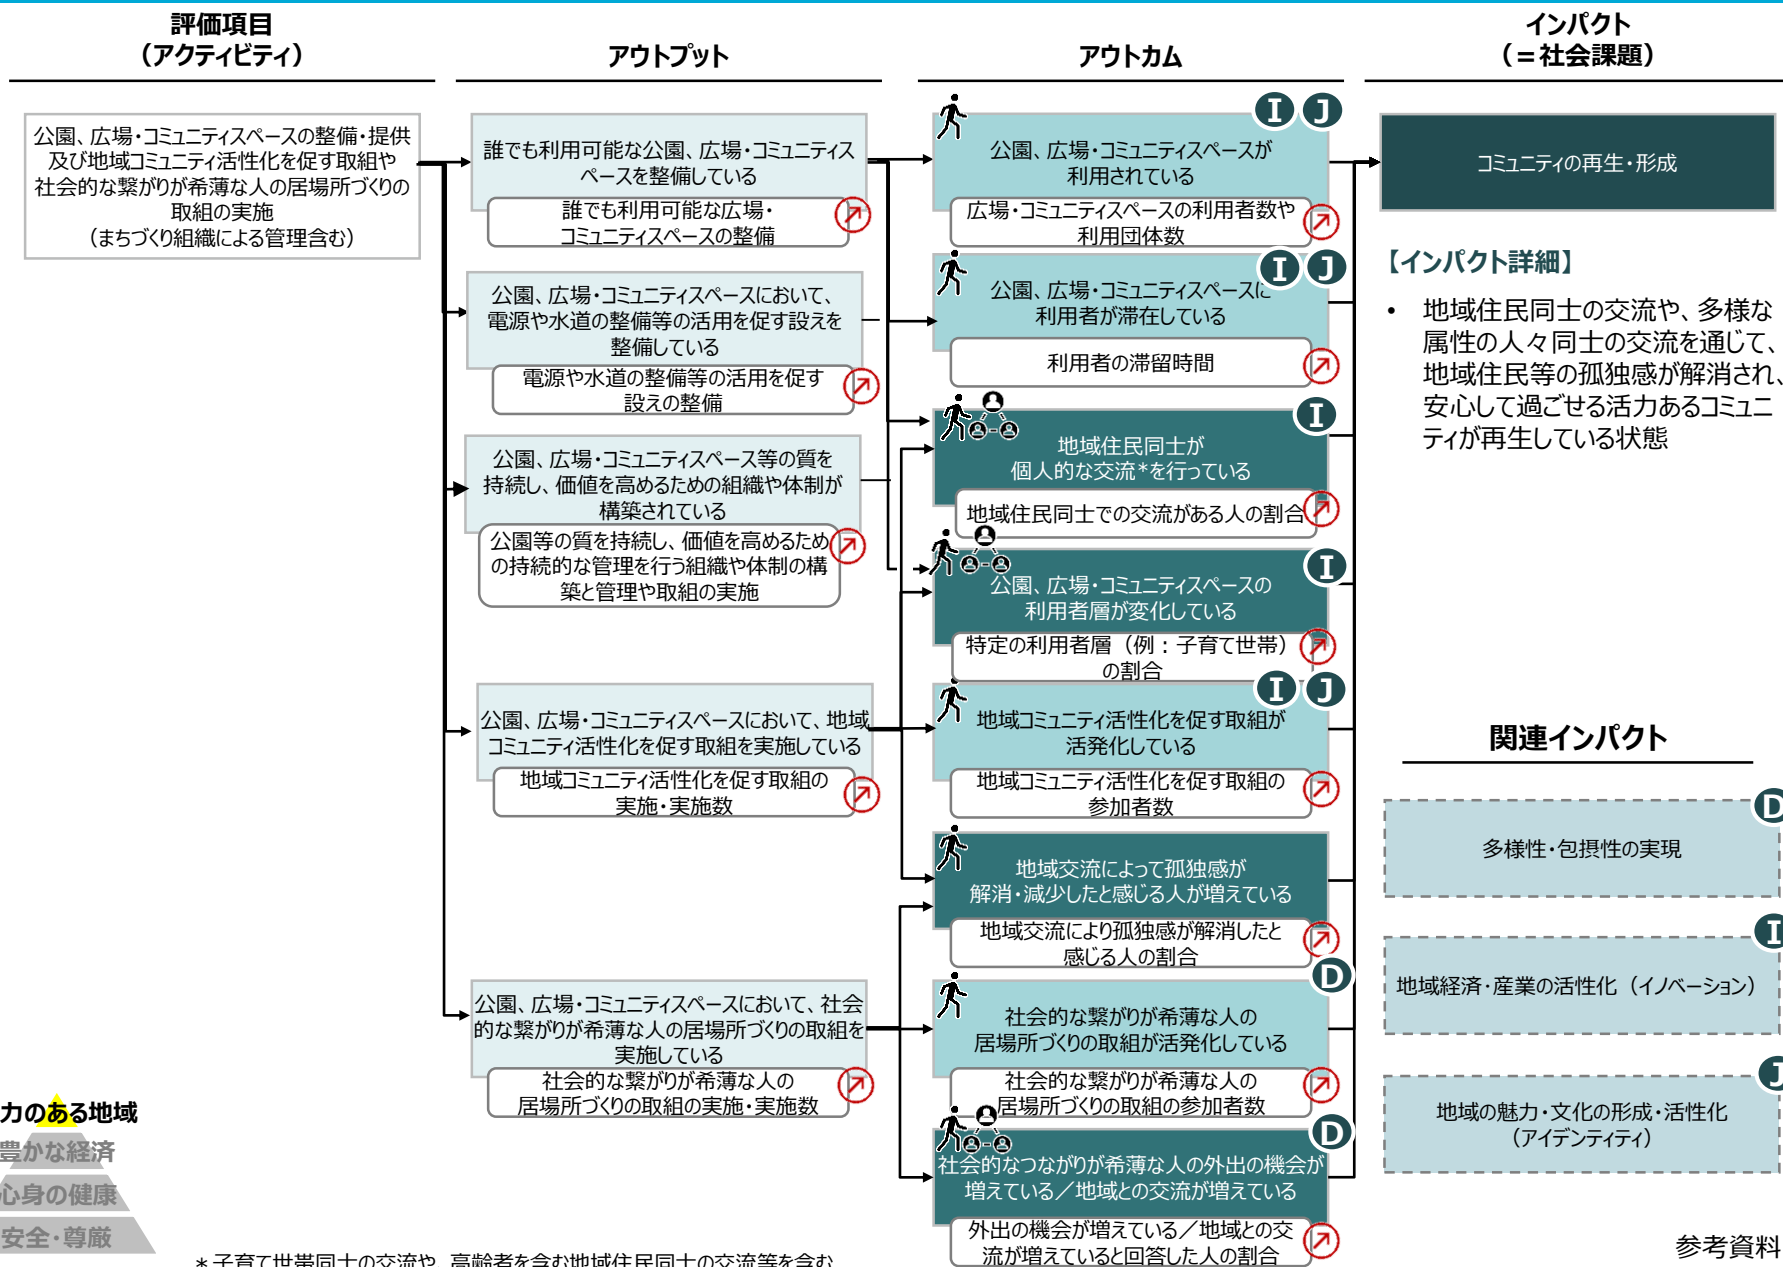 評価項目
（アクティビティ）
アウトプット
アウトカム
インパクト
（＝社会課題）
公園、広場・コミュニティスペースの整備・提供
及び地域コミュニティ活性化を促す取組や
社会的な繋がりが希薄な人の居場所づくりの
取組の実施
（まちづくり組織による管理含む）
誰でも利用可能な公園、広場・コミュニティス
ペースを整備している
誰でも利用可能な広場・
コミュニティスペースの整備
公園、広場・コミュニティスペースにおいて、
電源や水道の整備等の活用を促す設えを
整備している
電源や水道の整備等の活用を促す
設えの整備
公園、広場・コミュニティスペース等の質を
持続し、価値を高めるための組織や体制が
構築されている
公園等の質を持続し、価値を高めるため
の持続的な管理を行う組織や体制の構
築と管理や取組の実施
公園、広場・コミュニティスペースにおいて、地域
コミュニティ活性化を促す取組を実施している
地域コミュニティ活性化を促す取組の
実施・実施数
公園、広場・コミュニティスペースにおいて、社会
的な繋がりが希薄な人の居場所づくりの取組を
実施している
社会的な繋がりが希薄な人の
居場所づくりの取組の実施・実施数
I J
公園、広場・コミュニティスペースが
利用されている
広場・コミュニティスペースの利用者数や
利用団体数
I J
公園、広場・コミュニティスペースに
利用者が滞在している
利用者の滞留時間
I
地域住民同士が
個人的な交流*を行っている
地域住民同士での交流がある人の割合
I
公園、広場・コミュニティスペースの
利用者層が変化している
特定の利用者層（例：子育て世帯）
の割合
I J
地域コミュニティ活性化を促す取組が
活発化している
地域コミュニティ活性化を促す取組の
参加者数
地域交流によって孤独感が
解消・減少したと感じる人が増えている
地域交流により孤独感が解消したと
感じる人の割合
D
社会的な繋がりが希薄な人の
居場所づくりの取組が活発化している
社会的な繋がりが希薄な人の
居場所づくりの取組の参加者数
D
社会的なつながりが希薄な人の外出の機会が
増えている／地域との交流が増えている
外出の機会が増えている／地域との交
流が増えていると回答した人の割合
コミュニティの再生・形成
【インパクト詳細】
• 地域住民同士の交流や、多様な
属性の人々同士の交流を通じて、
地域住民等の孤独感が解消され、
安心して過ごせる活力あるコミュニ
ティが再生している状態
関連インパクト
D
多様性・包摂性の実現
I
地域経済・産業の活性化（イノベーション）
J
地域の魅力・文化の形成・活性化
（アイデンティティ）
力のある地域
豊かな経済
心身の健康
安全・尊厳
＊子育て世帯同士の交流や、高齢者を含む地域住民同士の交流等を含む
参考資料